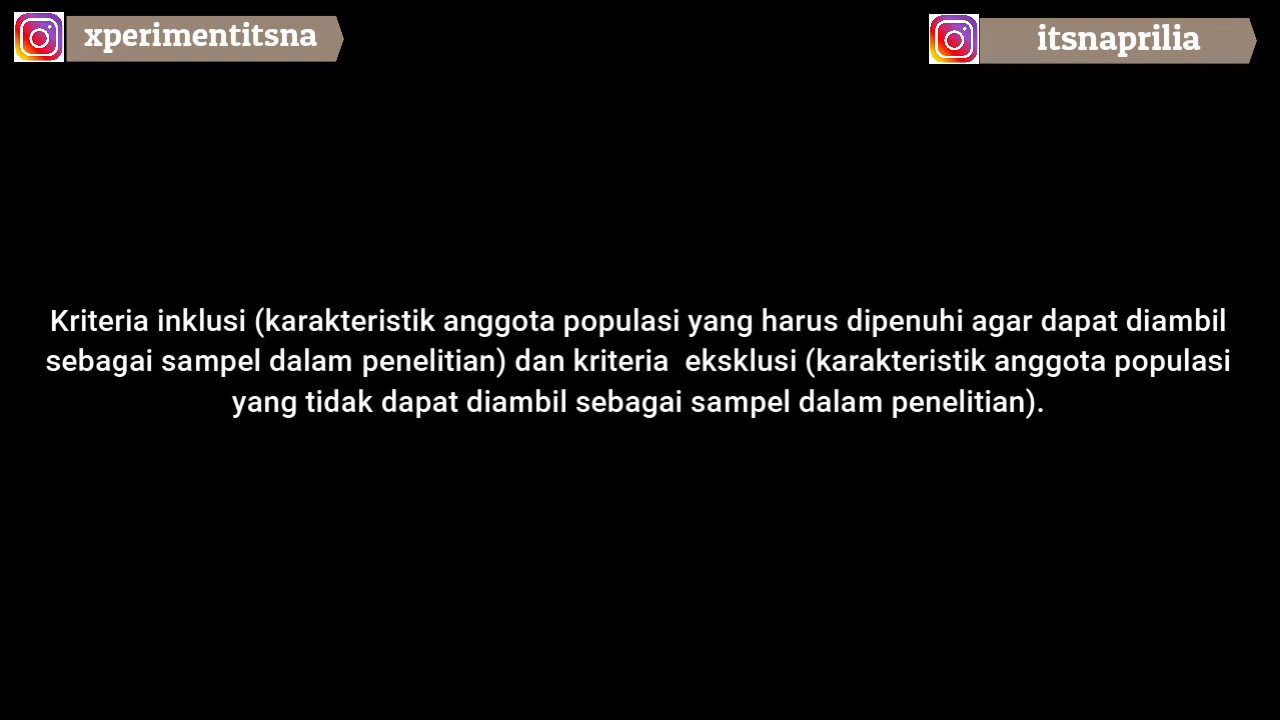 xperimentitsna
itsnaprilia
Kriteria inklusi (karakteristik anggota populasi yang harus dipenuhi agar dapat diambil
sebagai sampel dalam penelitian) dan kriteria  eksklusi (karakteristik anggota populasi
yang tidak dapat diambil sebagai sampel dalam penelitian).